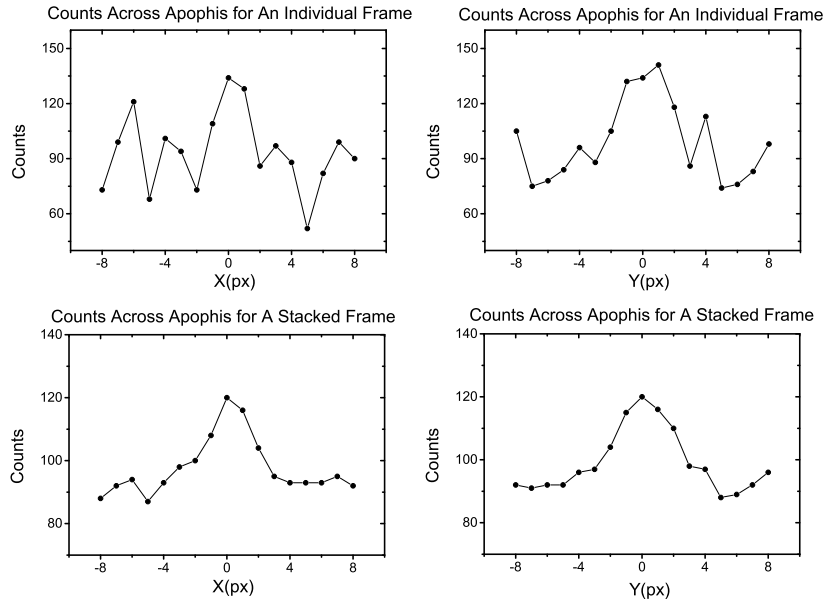 Counts Across Apophis for An Individual Frame
150
120
90
60
Counts
-8 -4 0 4 8
X(px)
Counts Across Apophis for An Individual Frame
150
120
90
60
Counts
-8 -4 0 4 8
Y(px)
Counts Across Apophis for A Stacked Frame
140
120
100
80
Counts
-8 -4 0 4 8
X(px)
Counts Across Apophis for A Stacked Frame
140
120
100
80
Counts
-8 -4 0 4 8
Y(px)